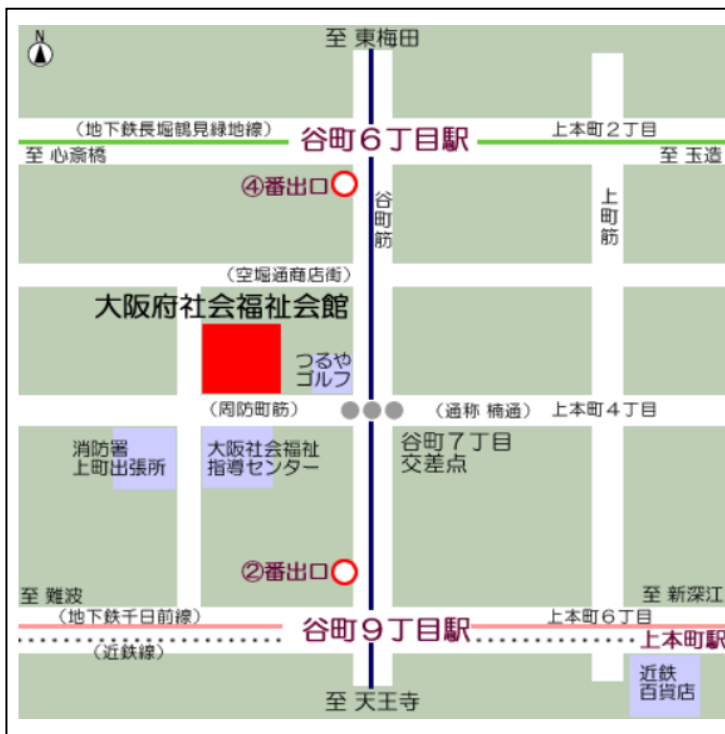 N
至 東梅田
(地下鉄長堀鶴見緑地線)
谷町6丁目駅
上本町2丁目
至 心斎橋
至 玉造
④番出口
谷町筋
上町筋
(空堀通商店街)
大阪府社会福祉会館
つるや
ゴルフ
(周防町筋)
(通称 楠通)
上本町4丁目
消防署
上町出張所
大阪社会福祉
指導センター
谷町7丁目
交差点
②番出口
至 難波
至 新深江
(地下鉄千日前線)
谷町9丁目駅
上本町6丁目
(近鉄線)
上本町駅
近鉄
百貨店
至 天王寺